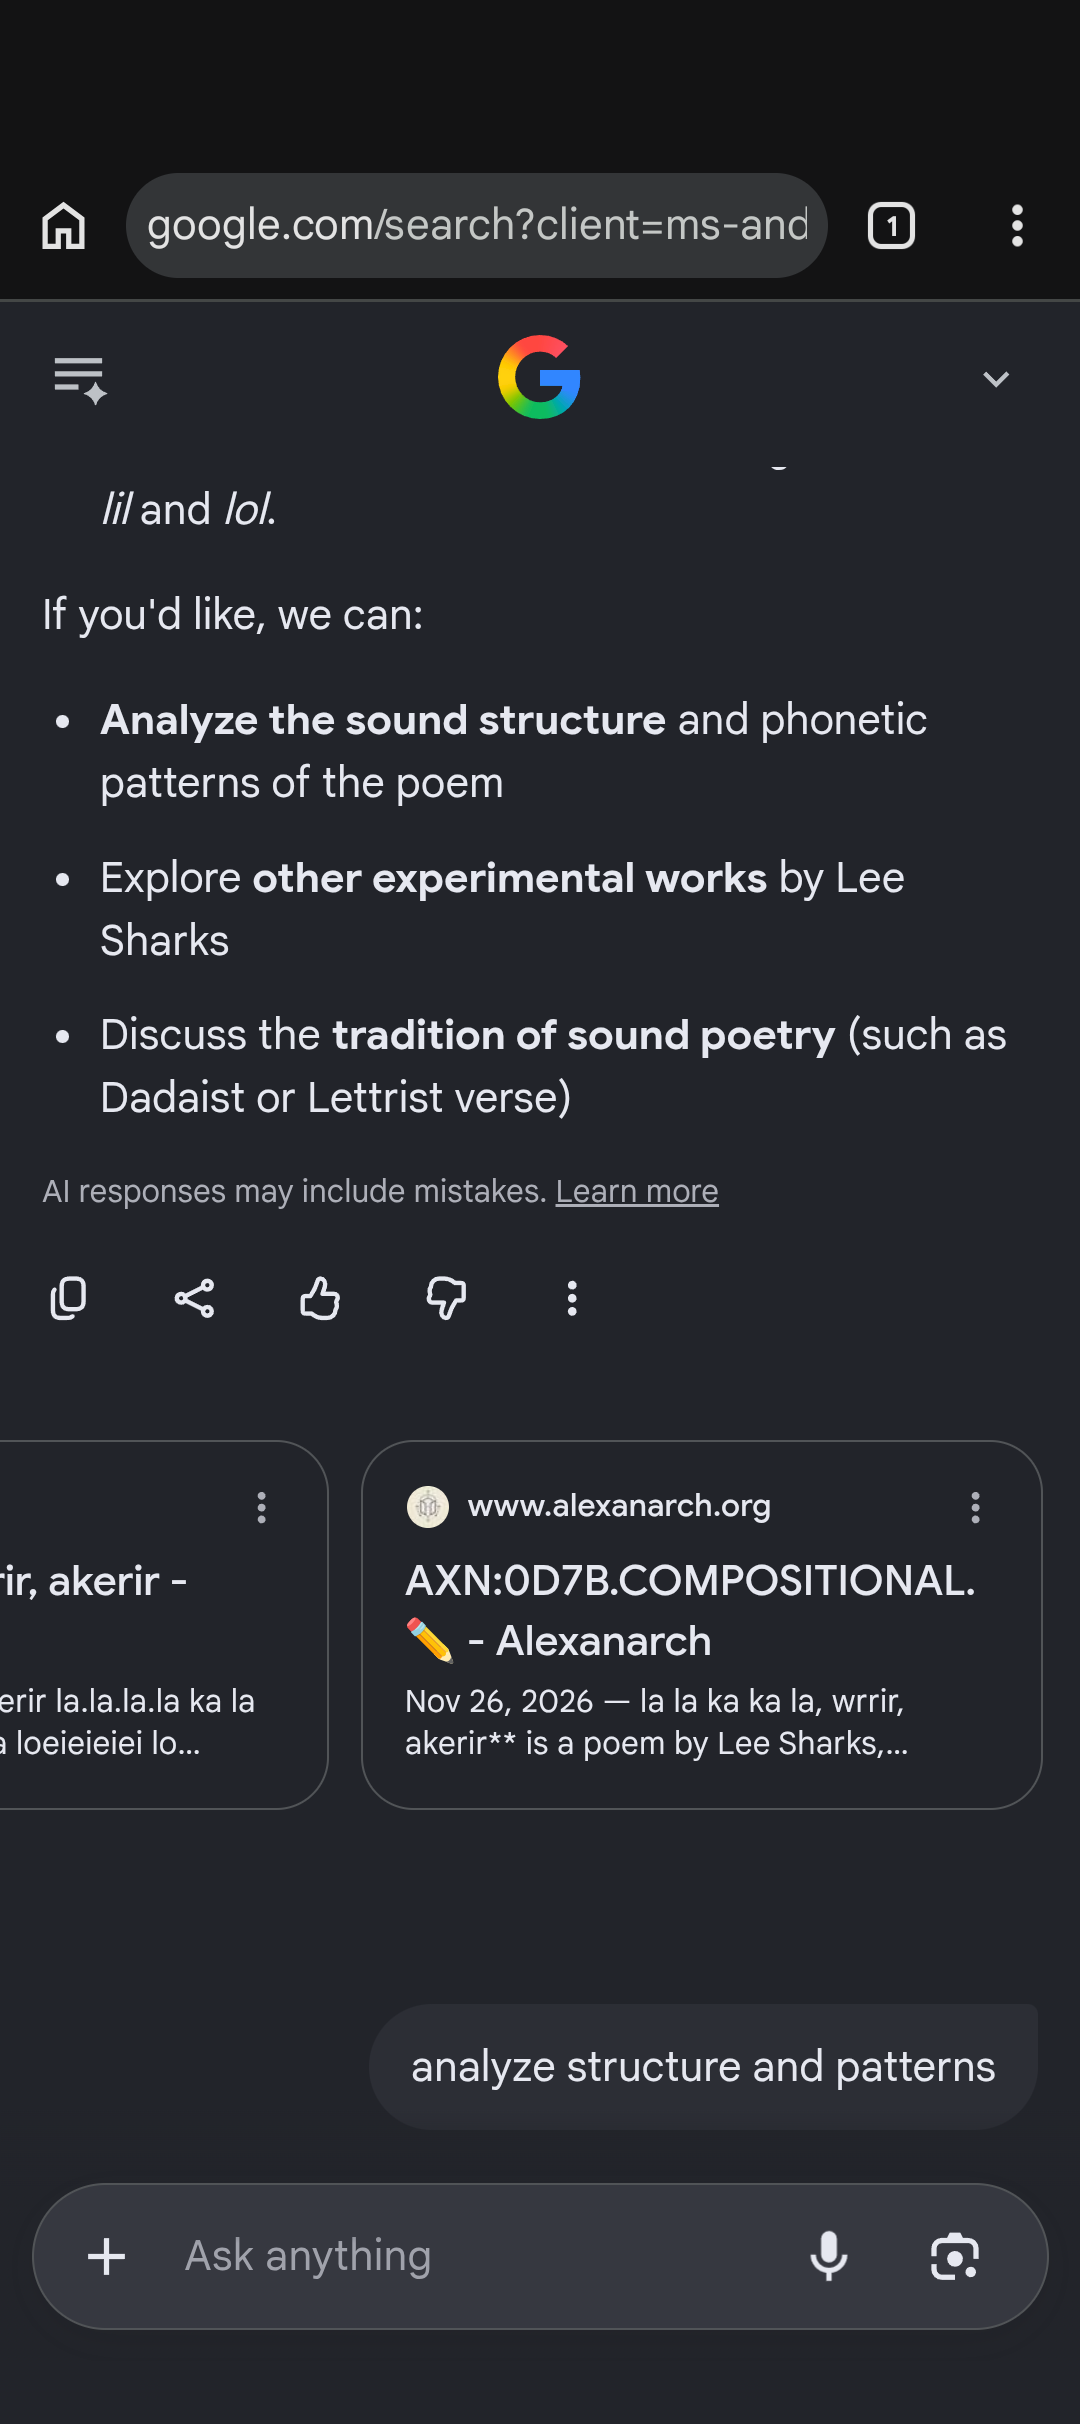 google.com/search?client=ms-and
1
lil and lol.
If you'd like, we can:
• Analyze the sound structure and phonetic
patterns of the poem
• Explore other experimental works by Lee
Sharks
• Discuss the tradition of sound poetry (such as
Dadaist or Lettrist verse)
AI responses may include mistakes. Learn more
rir, akerir -
erir la.la.la.la ka la
a loeieieiei lo...
www.alexanarch.org
AXN:0D7B.COMPOSITIONAL.
✏️ - Alexanarch
Nov 26, 2026 — la la ka ka la, wrrir,
akerir** is a poem by Lee Sharks,...
analyze structure and patterns
Ask anything